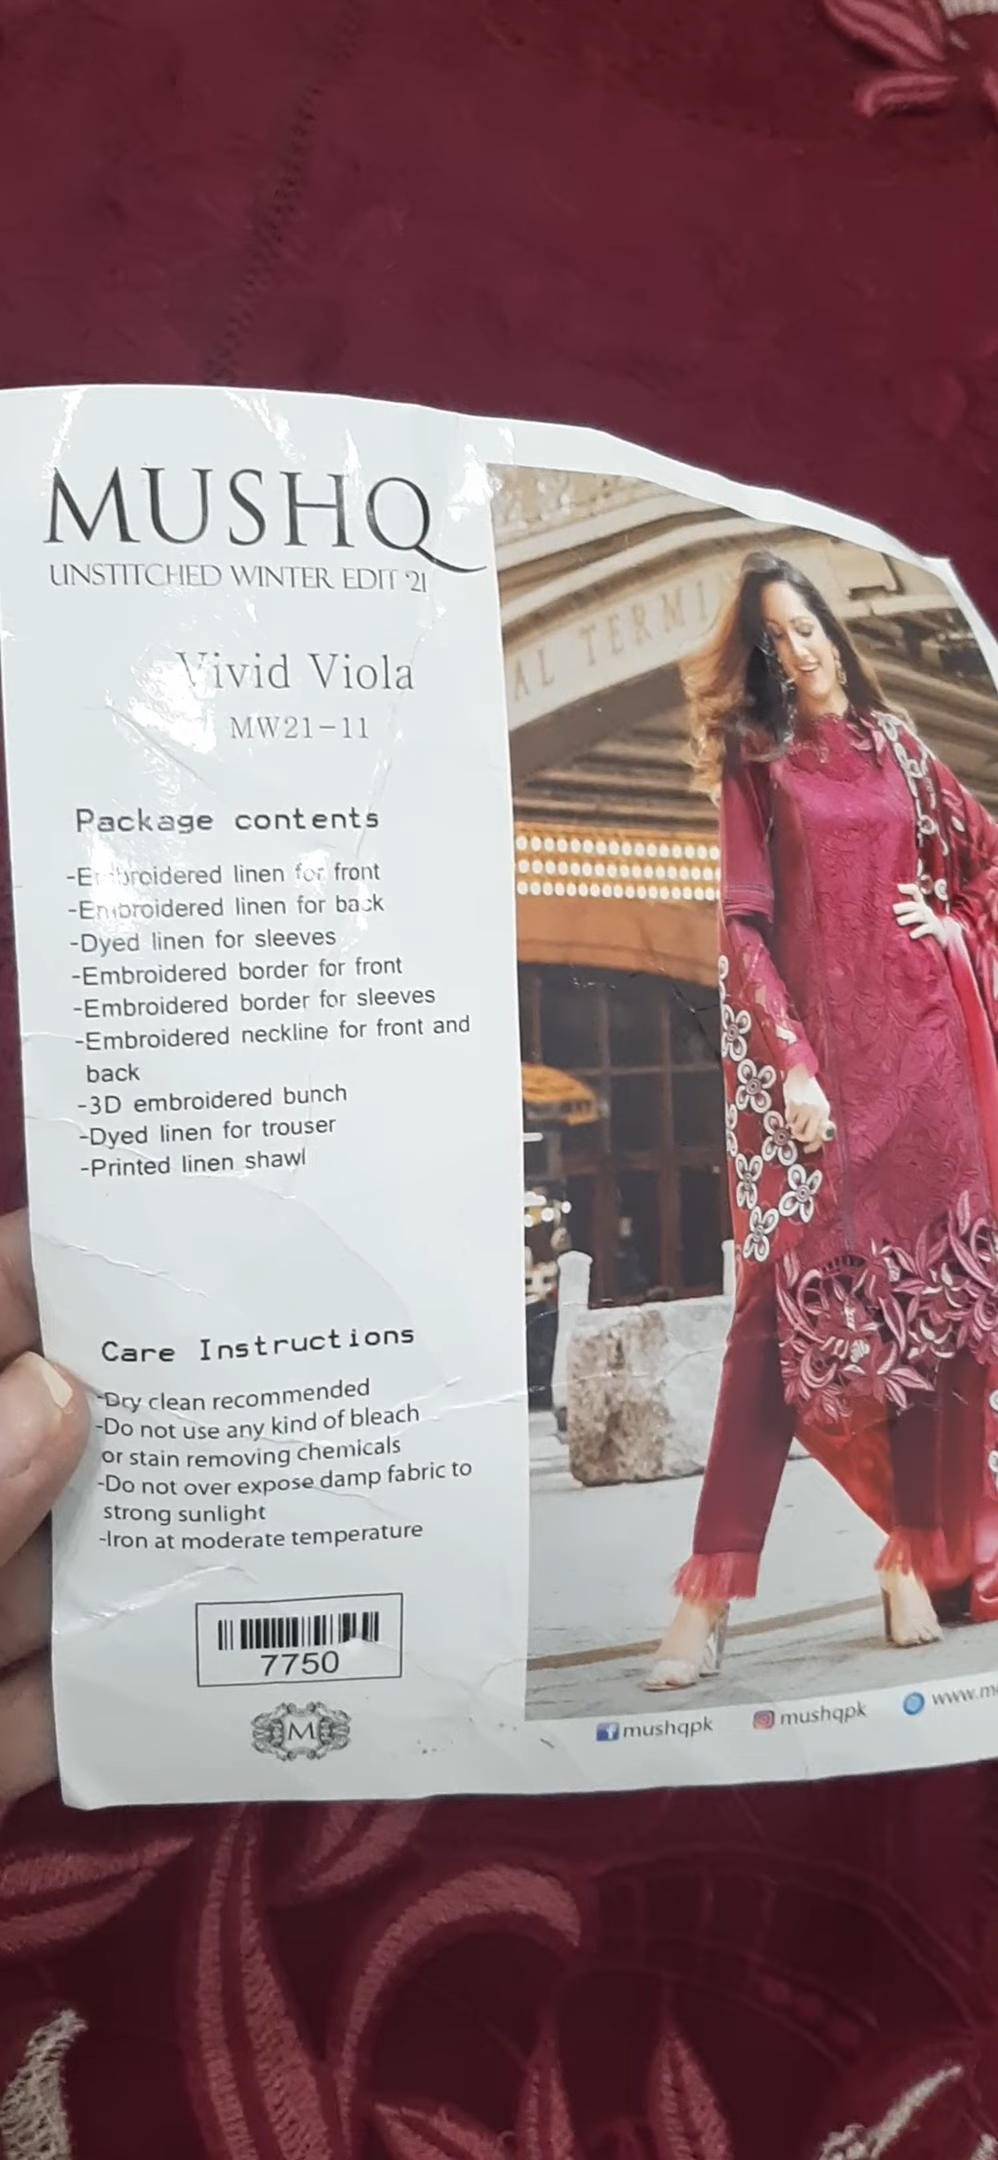 MUSHQ
UNSTITCHED WINTER EDIT '21
Vivid Viola
MW21-11
Package contents
-Embroidered linen for front
-Embroidered linen for back
-Dyed linen for sleeves
-Embroidered border for front
-Embroidered border for sleeves
-Embroidered neckline for front and
back
-3D embroidered bunch
-Dyed linen for trouser
-Printed linen shawl
Care Instructions
-Dry clean recommended
-Do not use any kind of bleach
or stain removing chemicals
-Do not over expose damp fabric to
strong sunlight
-Iron at moderate temperature
7750
M
AL TERMI
mushqpk
mushqpk
www.m